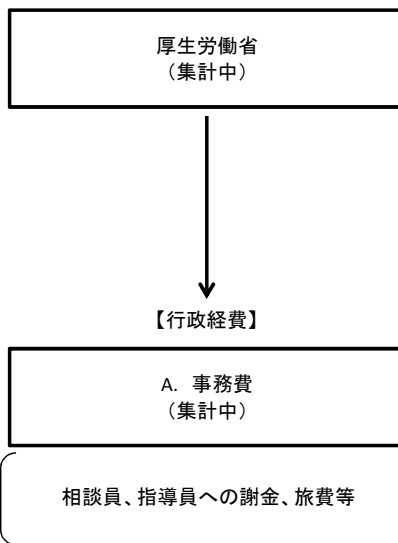 厚生労働省
（集計中）
【行政経費】
A. 事務費
（集計中）
相談員、指導員への謝金、旅費等